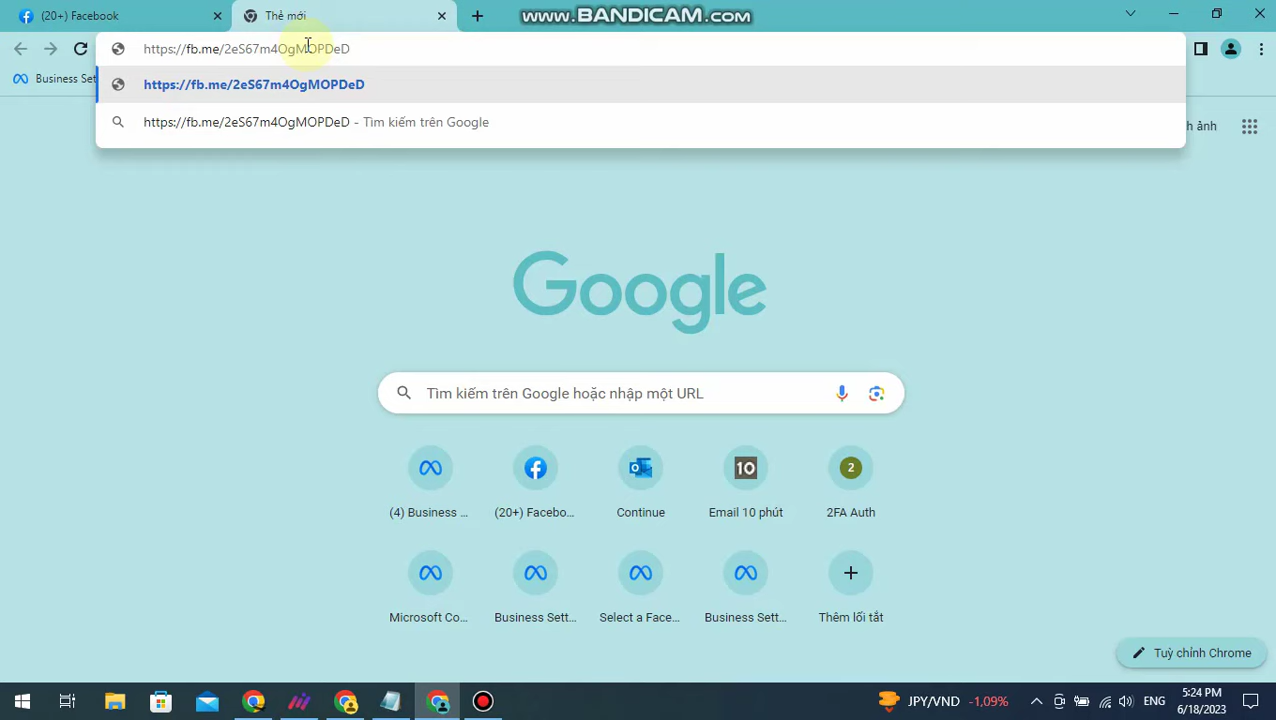 (20+) Facebook
Thẻ mới
www.BANDICAM.com
https://fb.me/2eS67m4OgMOPDeD
https://fb.me/2eS67m4OgMOPDeD
https://fb.me/2eS67m4OgMOPDeD - Tìm kiếm trên Google
Business Set
h ảnh
Google
Tìm kiếm trên Google hoặc nhập một URL
(4) Business ...
(20+) Facebo...
Continue
10
Email 10 phút
2
2FA Auth
Microsoft Co...
Business Sett...
Select a Face...
Business Sett...
Thêm lối tắt
Tuỳ chỉnh Chrome
JPY/VND -1,09%
ENG
5:24 PM
6/18/2023